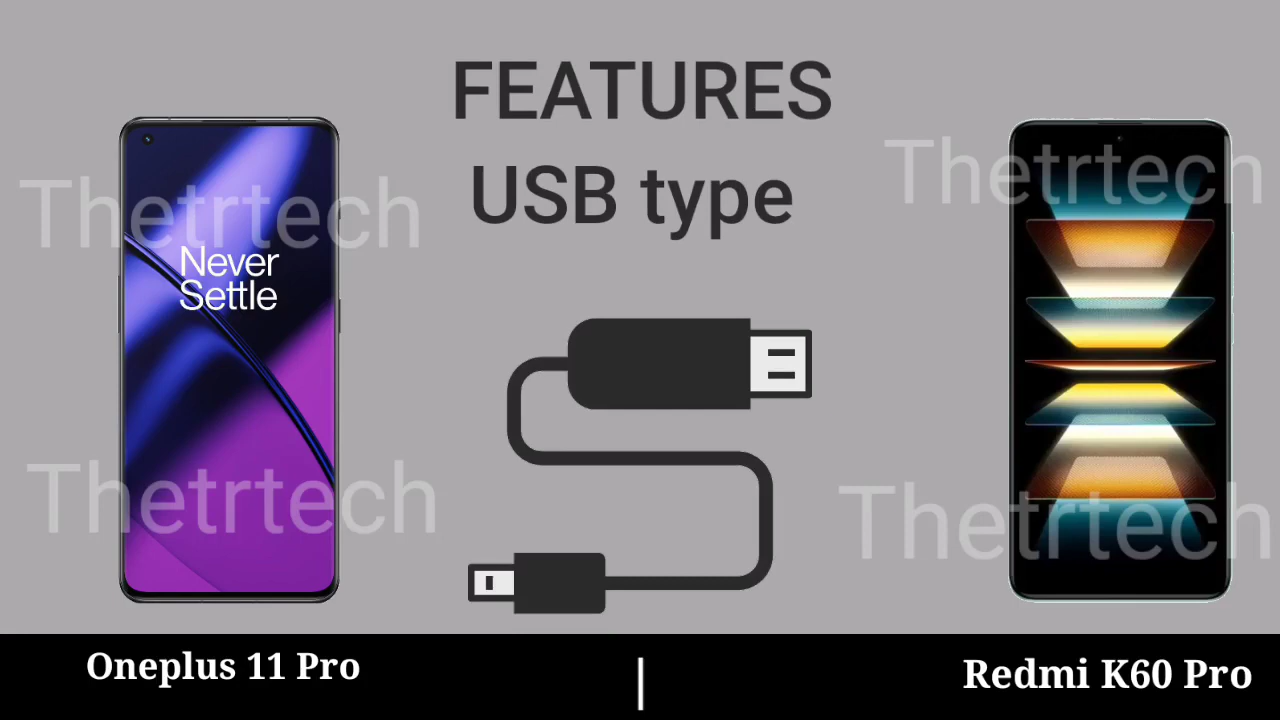 FEATURES
USB type
Thetrtech
Thetrtech
Never
Settle
Thetrtech
Thetrtech
Oneplus 11 Pro
|
Redmi K60 Pro